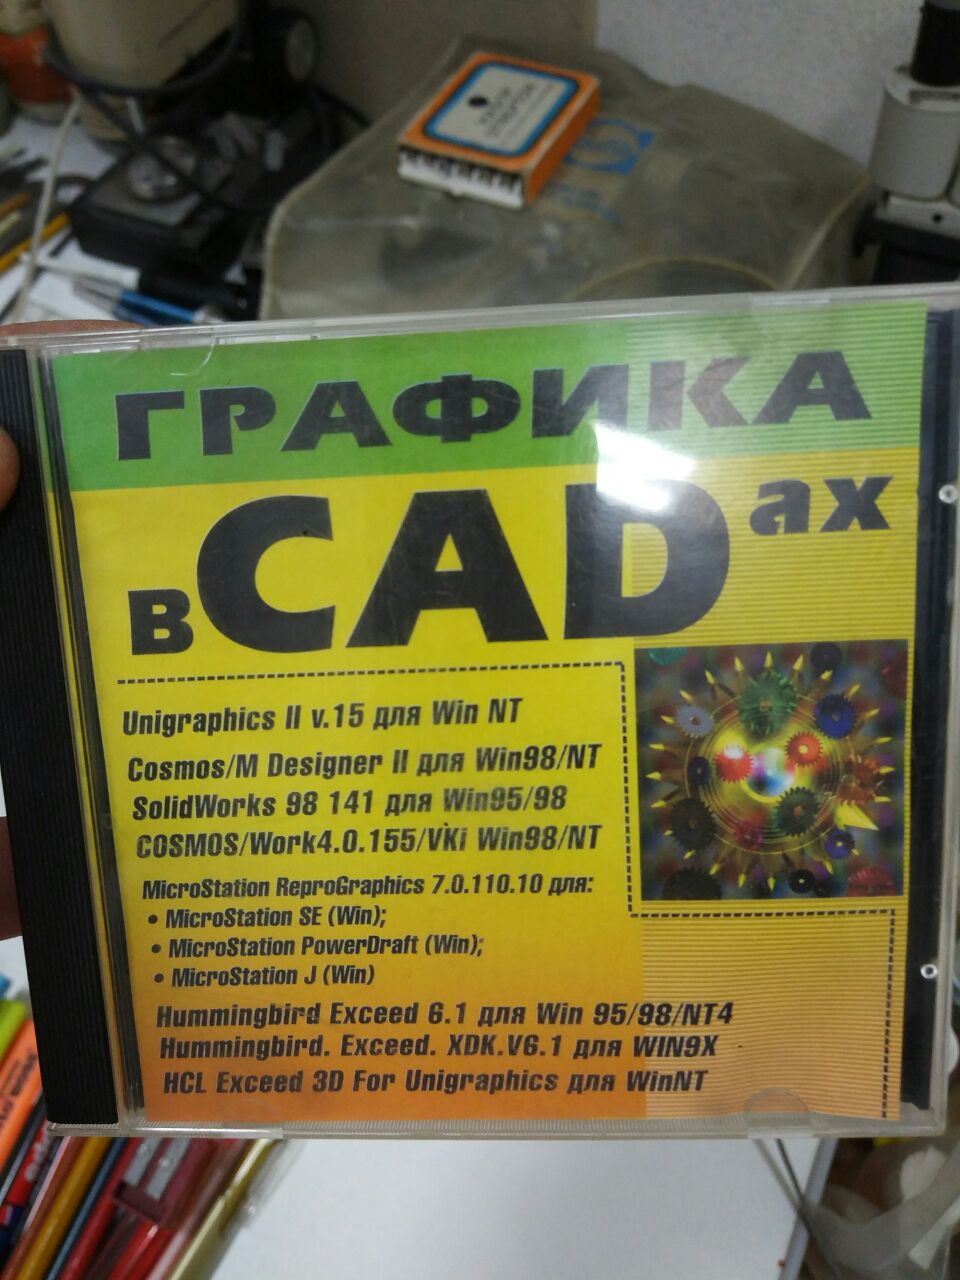 ГРАФИКА
в CADах
Unigraphics II v.15 для Win NT
Cosmos/M Designer II для Win98/NT
SolidWorks 98 141 для Win95/98
COSMOS/Work4.0.155/VKi Win98/NT
MicroStation ReproGraphics 7.0.110.10 для:
• MicroStation SE (Win);
• MicroStation PowerDraft (Win);
• MicroStation J (Win)
Hummingbird Exceed 6.1 для Win 95/98/NT4
Hummingbird. Exceed. XDK.V6.1 для WIN9X
HCL Exceed 3D For Unigraphics для WinNT